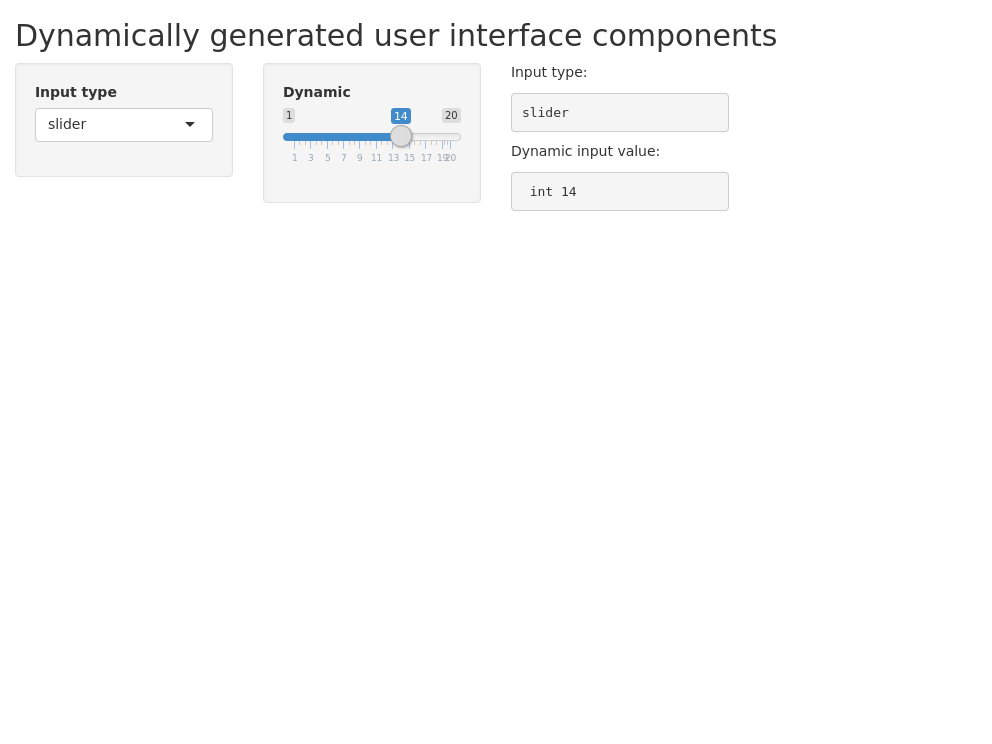 Dynamically generated user interface components
Input type
slider
Dynamic
1 14 20
1 3 5 7 9 11 13 15 17 19 20
Input type:
slider
Dynamic input value:
int 14